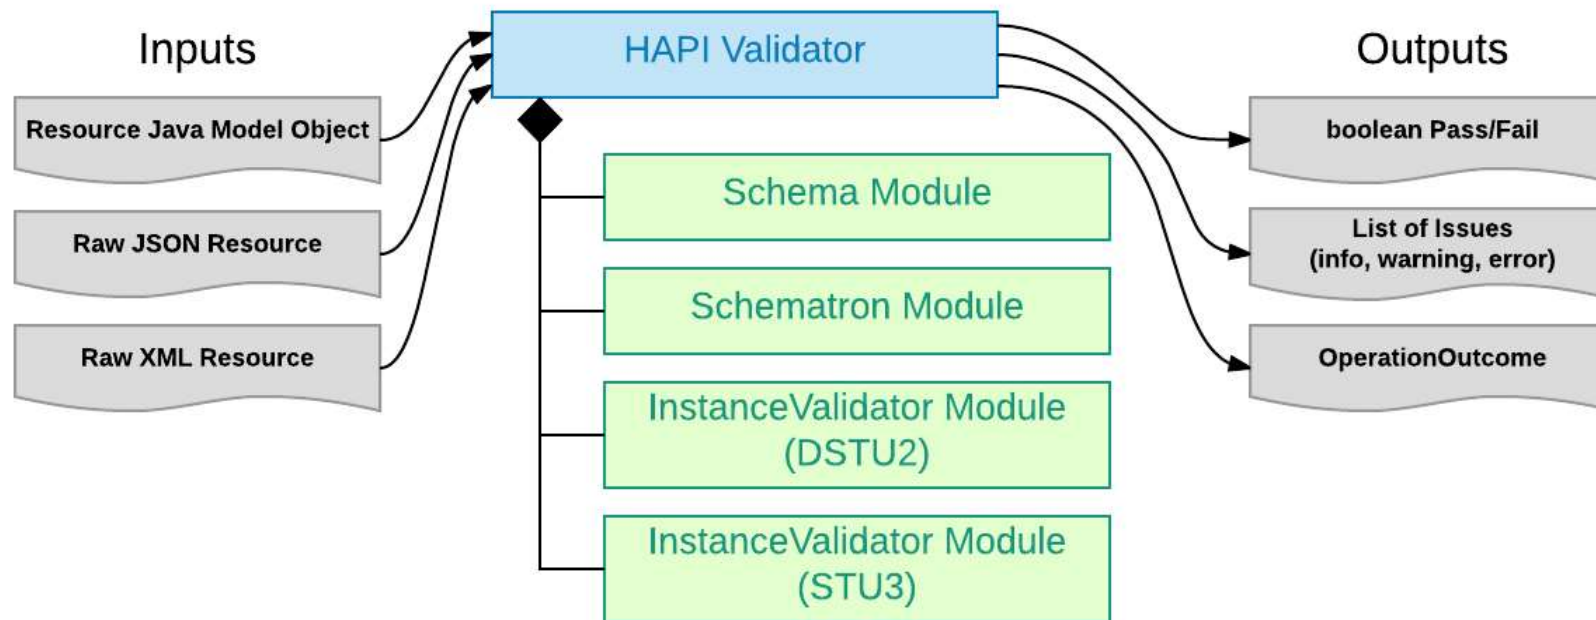 Inputs
HAPI Validator
Outputs
Resource Java Model Object
boolean Pass/Fail
Schema Module
Raw JSON Resource
List of Issues
(info, warning, error)
Schematron Module
Raw XML Resource
OperationOutcome
InstanceValidator Module
(DSTU2)
InstanceValidator Module
(STU3)